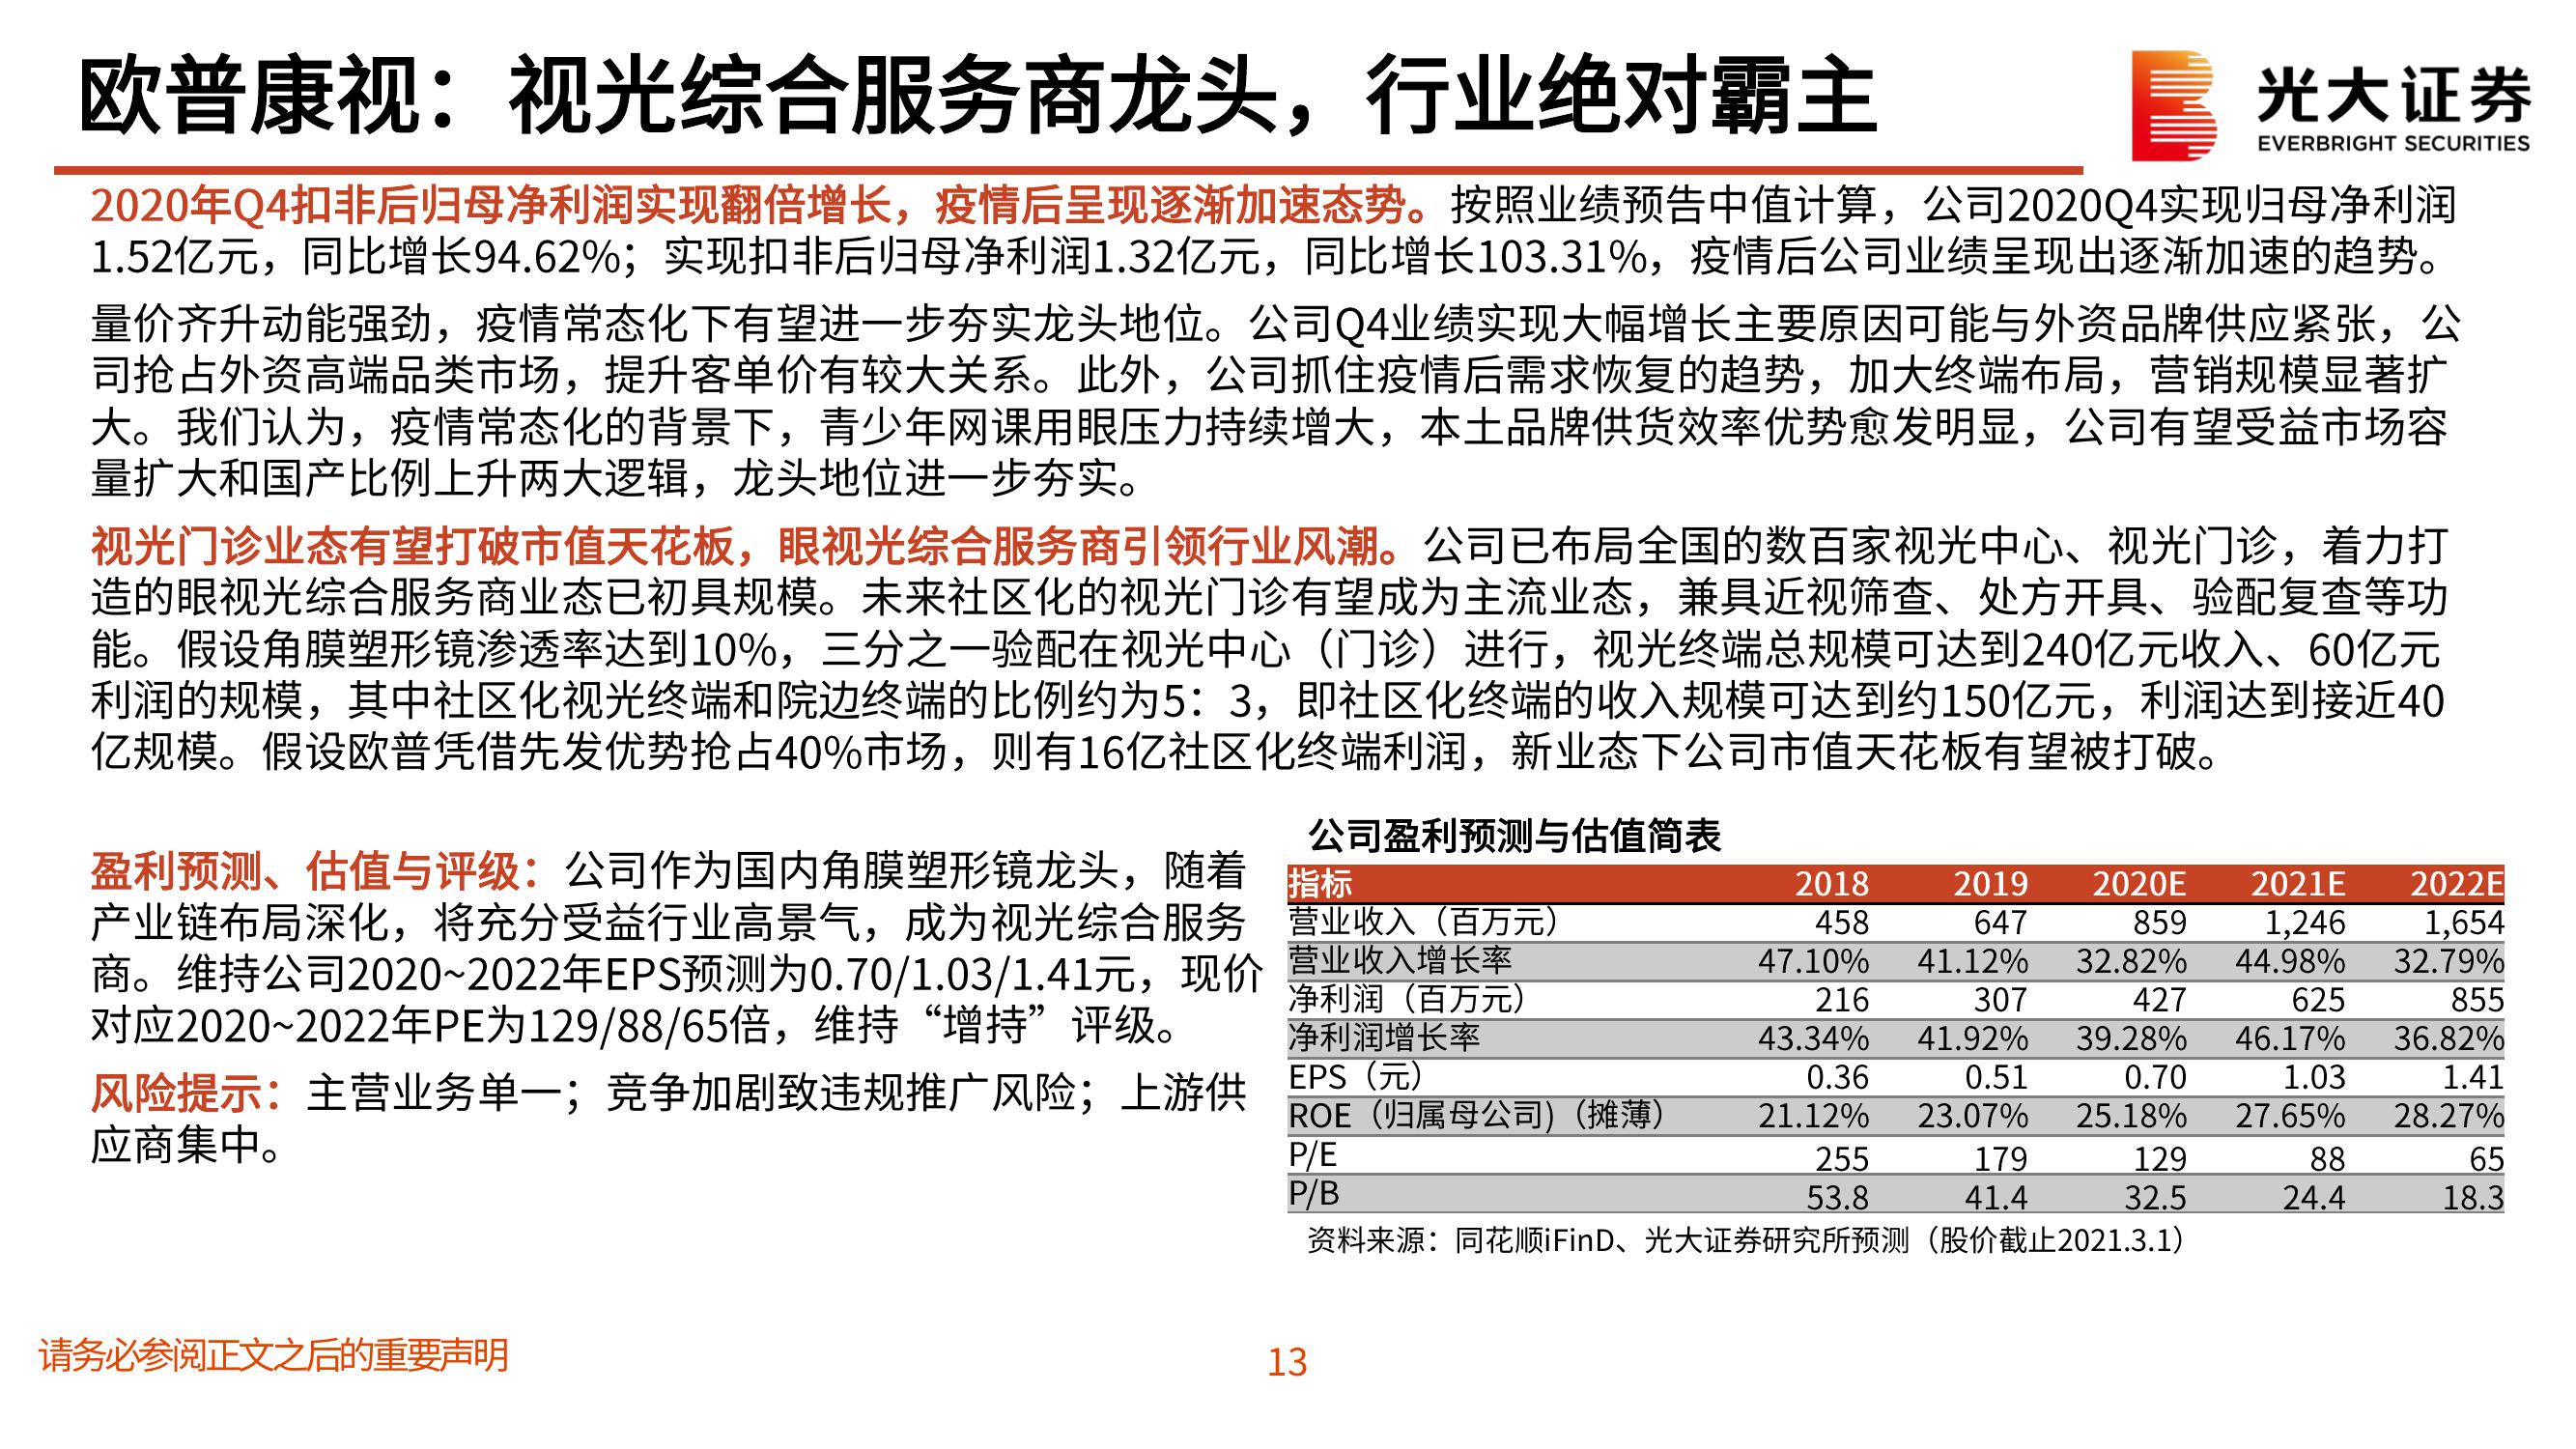 欧普康视：视光综合服务商龙头，行业绝对霸主
光大证券
EVERBRIGHT SECURITIES
2020年Q4扣非后归母净利润实现翻倍增长，疫情后呈现逐渐加速态势。按照业绩预告中值计算，公司2020Q4实现归母净利润
1.52亿元，同比增长94.62%；实现扣非后归母净利润1.32亿元，同比增长103.31%，疫情后公司业绩呈现出逐渐加速的趋势。
量价齐升动能强劲，疫情常态化下有望进一步夯实龙头地位。公司Q4业绩实现大幅增长主要原因可能与外资品牌供应紧张，公
司抢占外资高端品类市场，提升客单价有较大关系。此外，公司抓住疫情后需求恢复的趋势，加大终端布局，营销规模显著扩
大。我们认为，疫情常态化的背景下，青少年网课用眼压力持续增大，本土品牌供货效率优势愈发明显，公司有望受益市场容
量扩大和国产比例上升两大逻辑，龙头地位进一步夯实。
视光门诊业态有望打破市值天花板，眼视光综合服务商引领行业风潮。公司已布局全国的数百家视光中心、视光门诊，着力打
造的眼视光综合服务商业态已初具规模。未来社区化的视光门诊有望成为主流业态，兼具近视筛查、处方开具、验配复查等功
能。假设角膜塑形镜渗透率达到10%，三分之一验配在视光中心（门诊）进行，视光终端总规模可达到240亿元收入、60亿元
利润的规模，其中社区化视光终端和院边终端的比例约为5：3，即社区化终端的收入规模可达到约150亿元，利润达到接近40
亿规模。假设欧普凭借先发优势抢占40%市场，则有16亿社区化终端利润，新业态下公司市值天花板有望被打破。
盈利预测、估值与评级：公司作为国内角膜塑形镜龙头，随着
产业链布局深化，将充分受益行业高景气，成为视光综合服务
商。维持公司2020~2022年EPS预测为0.70/1.03/1.41元，现价
对应2020~2022年PE为129/88/65倍，维持“增持”评级。
风险提示：主营业务单一；竞争加剧致违规推广风险；上游供
应商集中。
公司盈利预测与估值简表
指标 2018 2019 2020E 2021E 2022E
营业收入（百万元） 458 647 859 1,246 1,654
营业收入增长率 47.10% 41.12% 32.82% 44.98% 32.79%
净利润（百万元） 216 307 427 625 855
净利润增长率 43.34% 41.92% 39.28% 46.17% 36.82%
EPS（元） 0.36 0.51 0.70 1.03 1.41
ROE（归属母公司)（摊薄） 21.12% 23.07% 25.18% 27.65% 28.27%
P/E 255 179 129 88 65
P/B 53.8 41.4 32.5 24.4 18.3
资料来源：同花顺iFinD、光大证券研究所预测（股价截止2021.3.1）
请务必参阅正文之后的重要声明
13